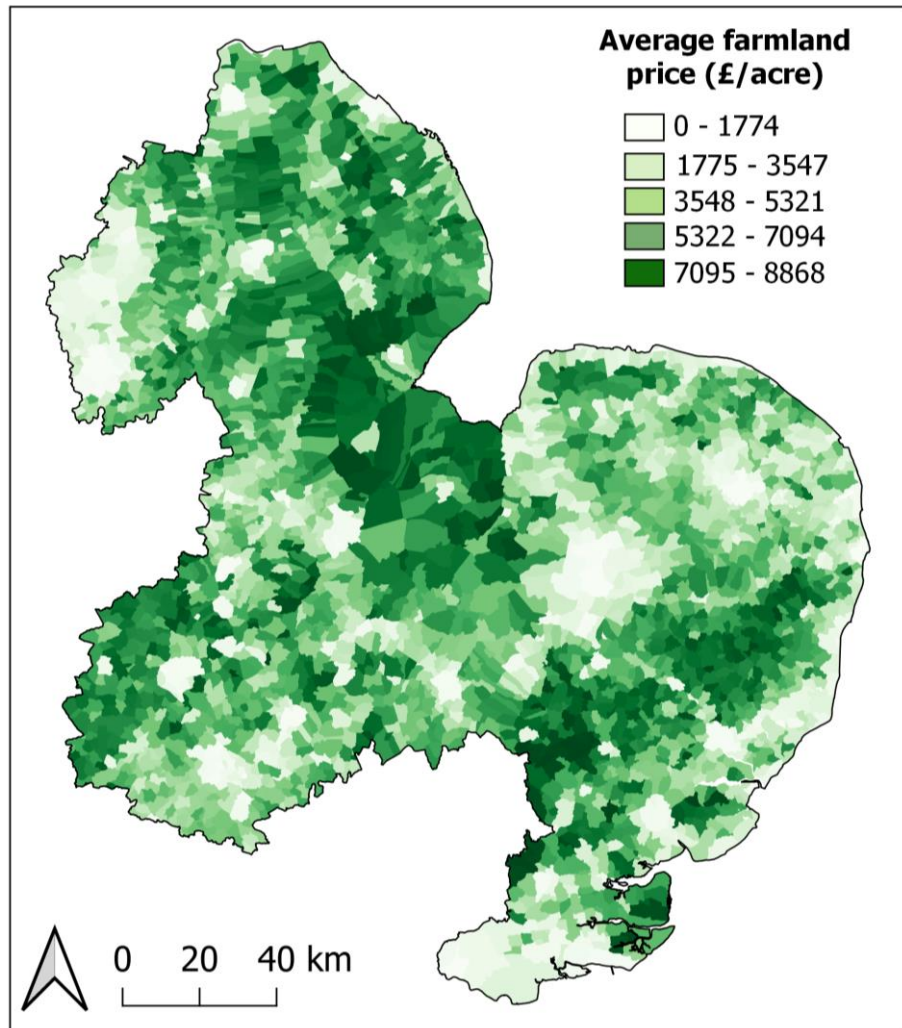 Average farmland
price (£/acre)
0 - 1774
1775 - 3547
3548 - 5321
5322 - 7094
7095 - 8868
0 20 40 km